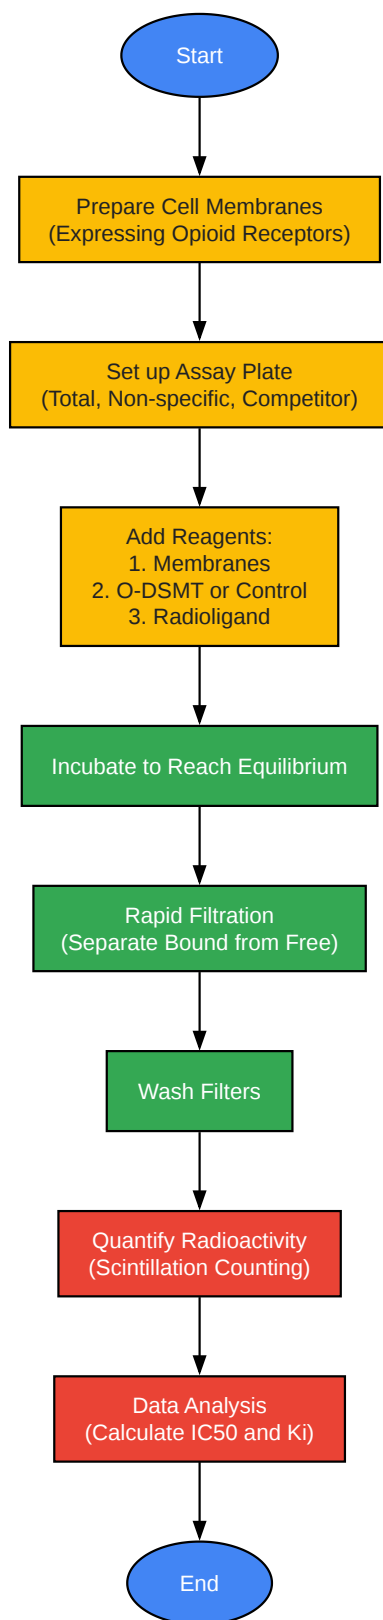 Start
Prepare Cell Membranes
(Expressing Opioid Receptors)
Set up Assay Plate
(Total, Non-specific, Competitor)
Add Reagents:
1. Membranes
2. O-DSMT or Control
3. Radioligand
Incubate to Reach Equilibrium
Rapid Filtration
(Separate Bound from Free)
Wash Filters
Quantify Radioactivity
(Scintillation Counting)
Data Analysis
(Calculate IC50 and Ki)
End